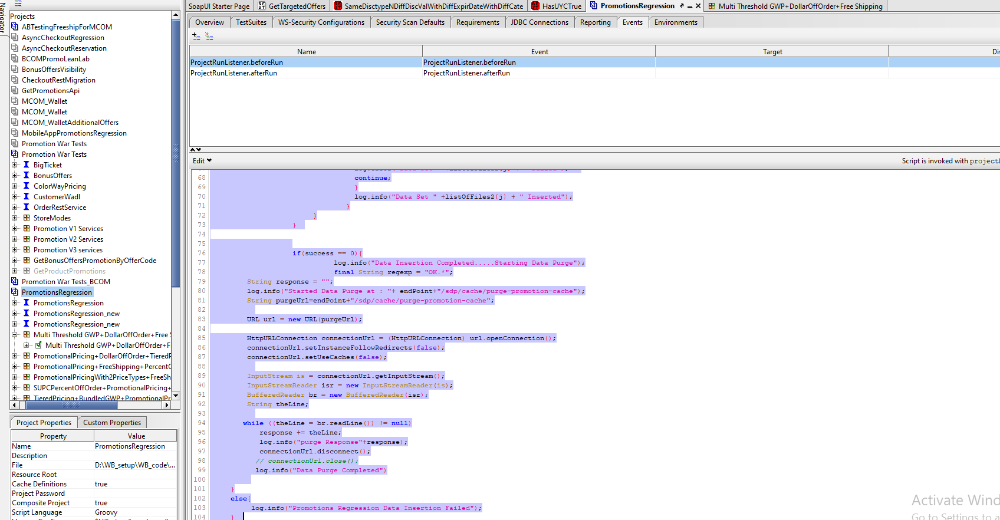 Navigator
Projects
ABTestingFreeshipForMCOM
AsyncCheckoutRegression
AsyncCheckoutReservation
BCOMPromoLeanLab
BonusOffersVisibility
CheckoutRestMigration
GetPromotionsApi
MCOM_Wallet
MCOM_Wallet
MCOM_WalletAdditionalOffers
MobileAppPromotionsRegression
Promotion War Tests
Promotion War Tests
BigTicket
BonusOffers
ColorWayPricing
CustomerWadl
OrderRestService
StoreModes
Promotion V1 Services
Promotion V2 Services
Promotion V3 services
GetBonusOffersPromotionByOfferCode
GetProductPromotions
Promotion War Tests_BCOM
PromotionsRegression
PromotionsRegression
PromotionsRegression_new
PromotionsRegression_new
Multi Threshold GWP+DollarOffOrder+Free
Multi Threshold GWP+DollarOffOrder+F
PromotionalPricing+DollarOffOrder+Tiered
PromotionalPricing+FreeShipping+Percent
PromotionalPricingWith2PriceTypes+FreeSh
SUPCPercentOffOrder+PromotionalPricing+
TieredPricing+BundledGWP+PromotionalPr
Project Properties Custom Properties
Property Value
Name PromotionsRegression
Description
File D:\WB_setup\WB_code\...
Resource Root
Cache Definitions true
Project Password
Composite Project true
Script Language Groovy
SoapUI Starter Page GetTargetedOffers SameDisctypeNDiffDiscValWithDiffExpirDateWithDiffCate HasUYCTrue PromotionsRegression Multi Threshold GWP+DollarOffOrder+Free Shipping
Overview TestSuites WS-Security Configurations Security Scan Defaults Requirements JDBC Connections Reporting Events Environments
Name Event Target Dis
ProjectRunListener.beforeRun ProjectRunListener.beforeRun
ProjectRunListener.afterRun ProjectRunListener.afterRun
Edit Script is invoked with project
68 continue;
69 }
70 log.info("Data Set " +listOfFiles2[j] + " Inserted");
71 }
72 }
73 }
74
75
76 if(success == 0){
77 log.info("Data Insertion Completed.....Starting Data Purge");
78 final String regexp = "OK.*";
79 String response = "";
80 log.info("Started Data Purge at : "+ endPoint+"/sdp/cache/purge-promotion-cache");
81 String purgeUrl=endPoint+"/sdp/cache/purge-promotion-cache";
82
83 URL url = new URL(purgeUrl);
84
85 HttpURLConnection connectionUrl = (HttpURLConnection) url.openConnection();
86 connectionUrl.setInstanceFollowRedirects(false);
87 connectionUrl.setUseCaches(false);
88
89 InputStream is = connectionUrl.getInputStream();
90 InputStreamReader isr = new InputStreamReader(is);
91 BufferedReader br = new BufferedReader(isr);
92 String theLine;
93
94 while ((theLine = br.readLine()) != null)
95 response += theLine;
96 log.info("purge Response"+response);
97 connectionUrl.disconnect();
98 // connectionUrl.close();
99 log.info("Data Purge Completed")
100
101 }
102 else{
103 log.info("Promotions Regression Data Insertion Failed");
104 }
Activate Wind
Go to Settings to a